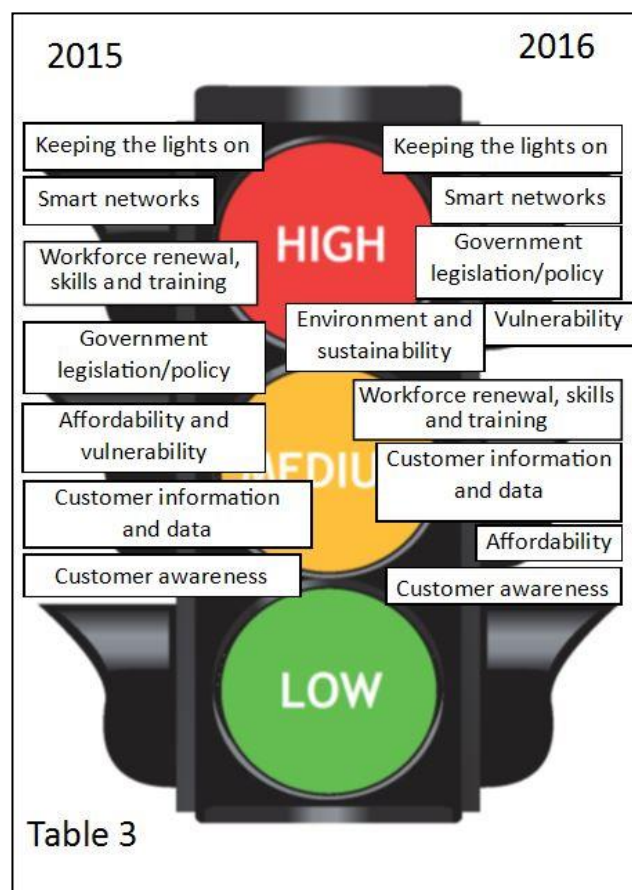 2015
2016
Keeping the lights on
Smart networks
Workforce renewal,
skills and training
Government
legislation/policy
Affordability and
vulnerability
Customer information
and data
Customer awareness
HIGH
MEDIU
LOW
Keeping the lights on
Smart networks
Government
legislation/policy
Environment and
sustainability
Vulnerability
Workforce renewal, skills
and training
Customer information
and data
Affordability
Customer awareness
Table 3